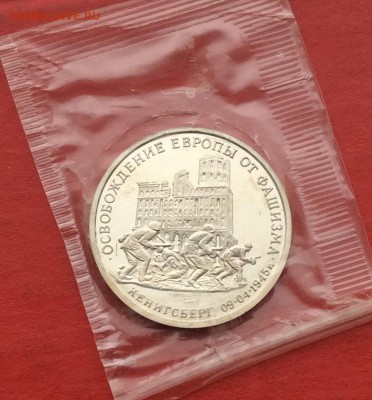 · ОСВОБОЖДЕНИЕ ЕВРОПЫ ОТ ФАШИЗМА ·
КЕНИГСБЕРГ 09·04·1945г.